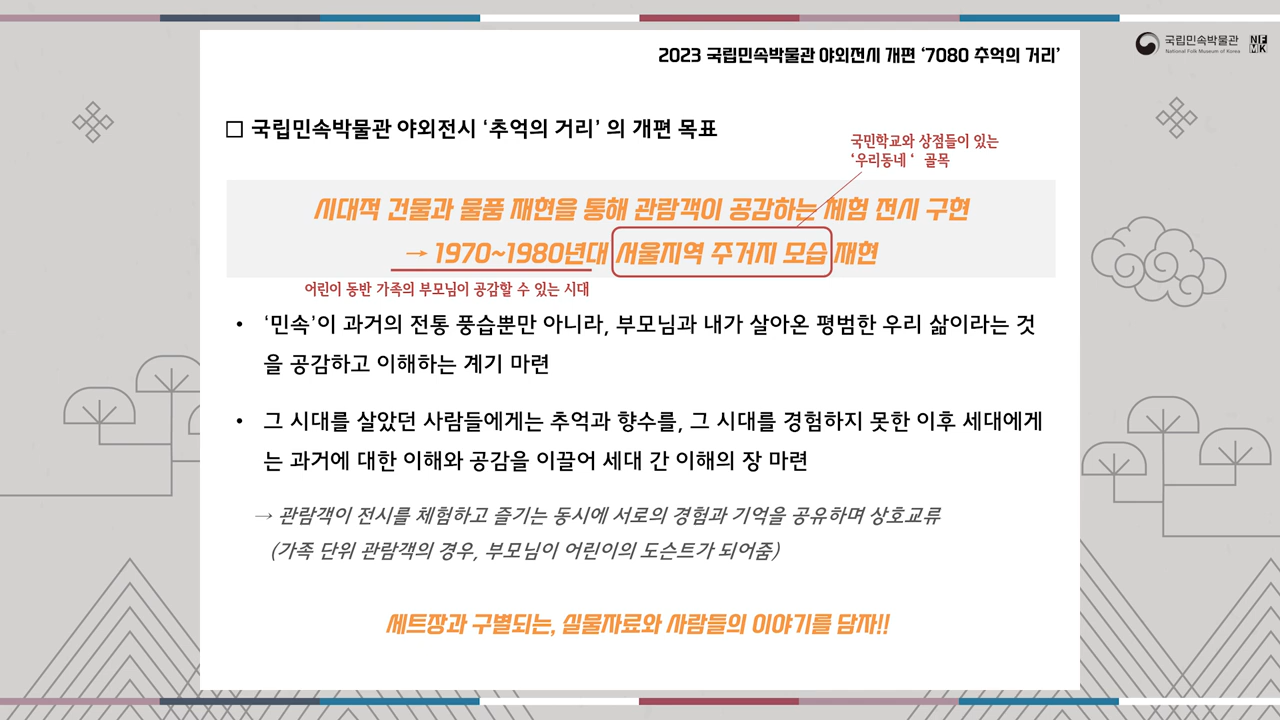 국립민속박물관
National Folk Museum of Korea
NF
MK
2023 국립민속박물관 야외전시 개편 ‘7080 추억의 거리’
□ 국립민속박물관 야외전시 ‘추억의 거리’ 의 개편 목표
국민학교와 상점들이 있는
‘우리동네 ‘ 골목
시대적 건물과 물품 재현을 통해 관람객이 공감하는 체험 전시 구현
→ 1970~1980년대 서울지역 주거지 모습 재현
어린이 동반 가족의 부모님이 공감할 수 있는 시대
• ‘민속’이 과거의 전통 풍습뿐만 아니라, 부모님과 내가 살아온 평범한 우리 삶이라는 것
을 공감하고 이해하는 계기 마련
• 그 시대를 살았던 사람들에게는 추억과 향수를, 그 시대를 경험하지 못한 이후 세대에게
는 과거에 대한 이해와 공감을 이끌어 세대 간 이해의 장 마련
→ 관람객이 전시를 체험하고 즐기는 동시에 서로의 경험과 기억을 공유하며 상호교류
(가족 단위 관람객의 경우, 부모님이 어린이의 도슨트가 되어줌)
세트장과 구별되는, 실물자료와 사람들의 이야기를 담자!!